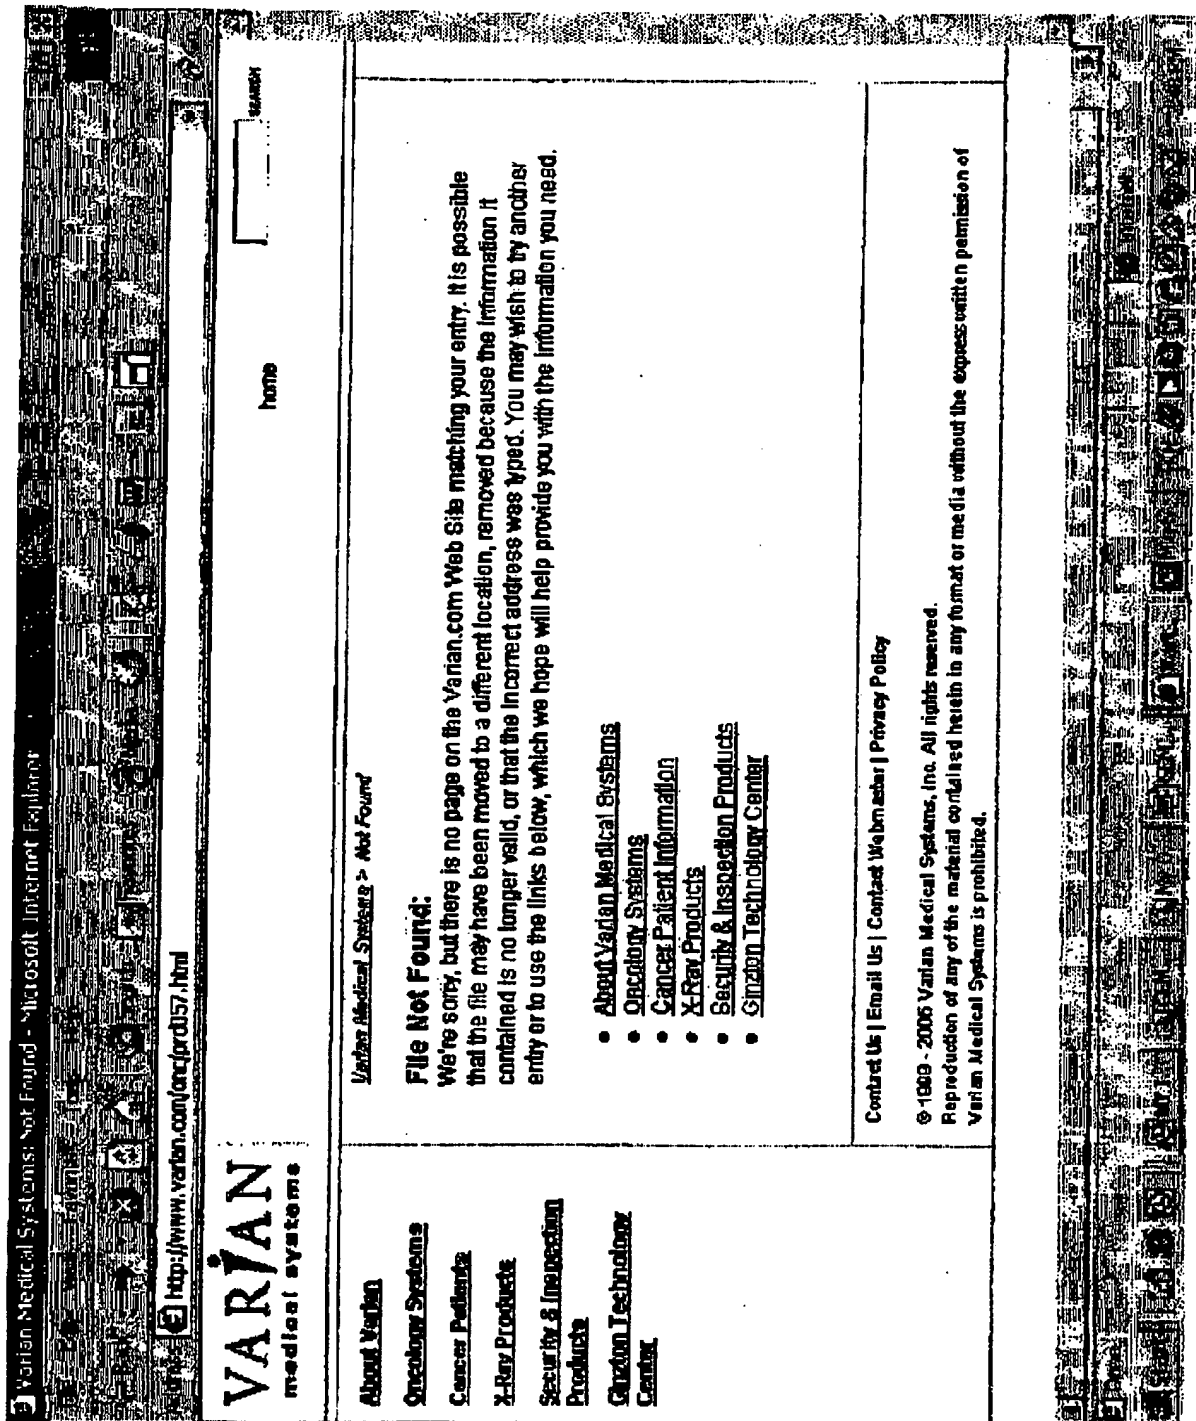 Varian Medical Systems: Not Found - Microsoft Internet Explorer
http://www.varian.com/onc/prd157.html
VARIAN
medical systems
SEARCH
home
About Varian
Oncology Systems
Cancer Patients
X-Ray Products
Security & Inspection
Products
Ginzton Technology
Center
Varian Medical Systems > Not Found
File Not Found:
We're sorry, but there is no page on the Varian.com Web Site matching your entry. It is possible
that the file may have been moved to a different location, removed because the information it
contained is no longer valid, or that the incorrect address was typed. You may wish to try another
entry or to use the links below, which we hope will help provide you with the information you need.
• About Varian Medical Systems
• Oncology Systems
• Cancer Patient Information
• X-Ray Products
• Security & Inspection Products
• Ginzton Technology Center
Contact Us | Email Us | Contact Webmaster | Privacy Policy
© 1999 - 2005 Varian Medical Systems, Inc. All rights reserved.
Reproduction of any of the material contained herein in any format or media without the express written permission of
Varian Medical Systems is prohibited.